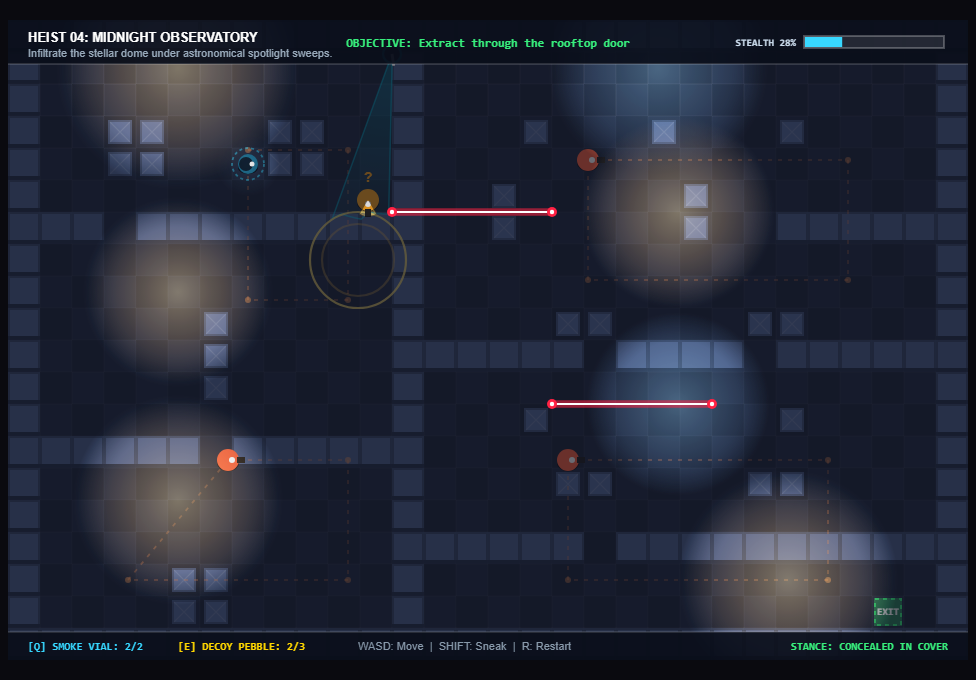 HEIST 04: MIDNIGHT OBSERVATORY
Infiltrate the stellar dome under astronomical spotlight sweeps.
OBJECTIVE: Extract through the rooftop door
STEALTH 28%
?
EXIT
[Q] SMOKE VIAL: 2/2
[E] DECOY PEBBLE: 2/3
WASD: Move | SHIFT: Sneak | R: Restart
STANCE: CONCEALED IN COVER